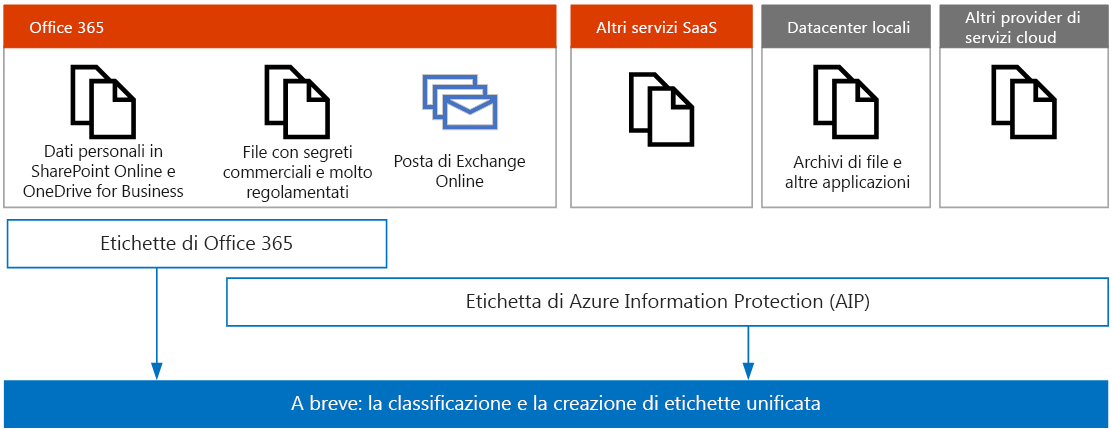 Office 365
Altri servizi SaaS
Datacenter locali
Altri provider di
servizi cloud
Dati personali in
SharePoint Online e
OneDrive for Business
File con segreti
commerciali e molto
regolamentati
Posta di Exchange
Online
Archivi di file e
altre applicazioni
Etichette di Office 365
Etichetta di Azure Information Protection (AIP)
A breve: la classificazione e la creazione di etichette unificata